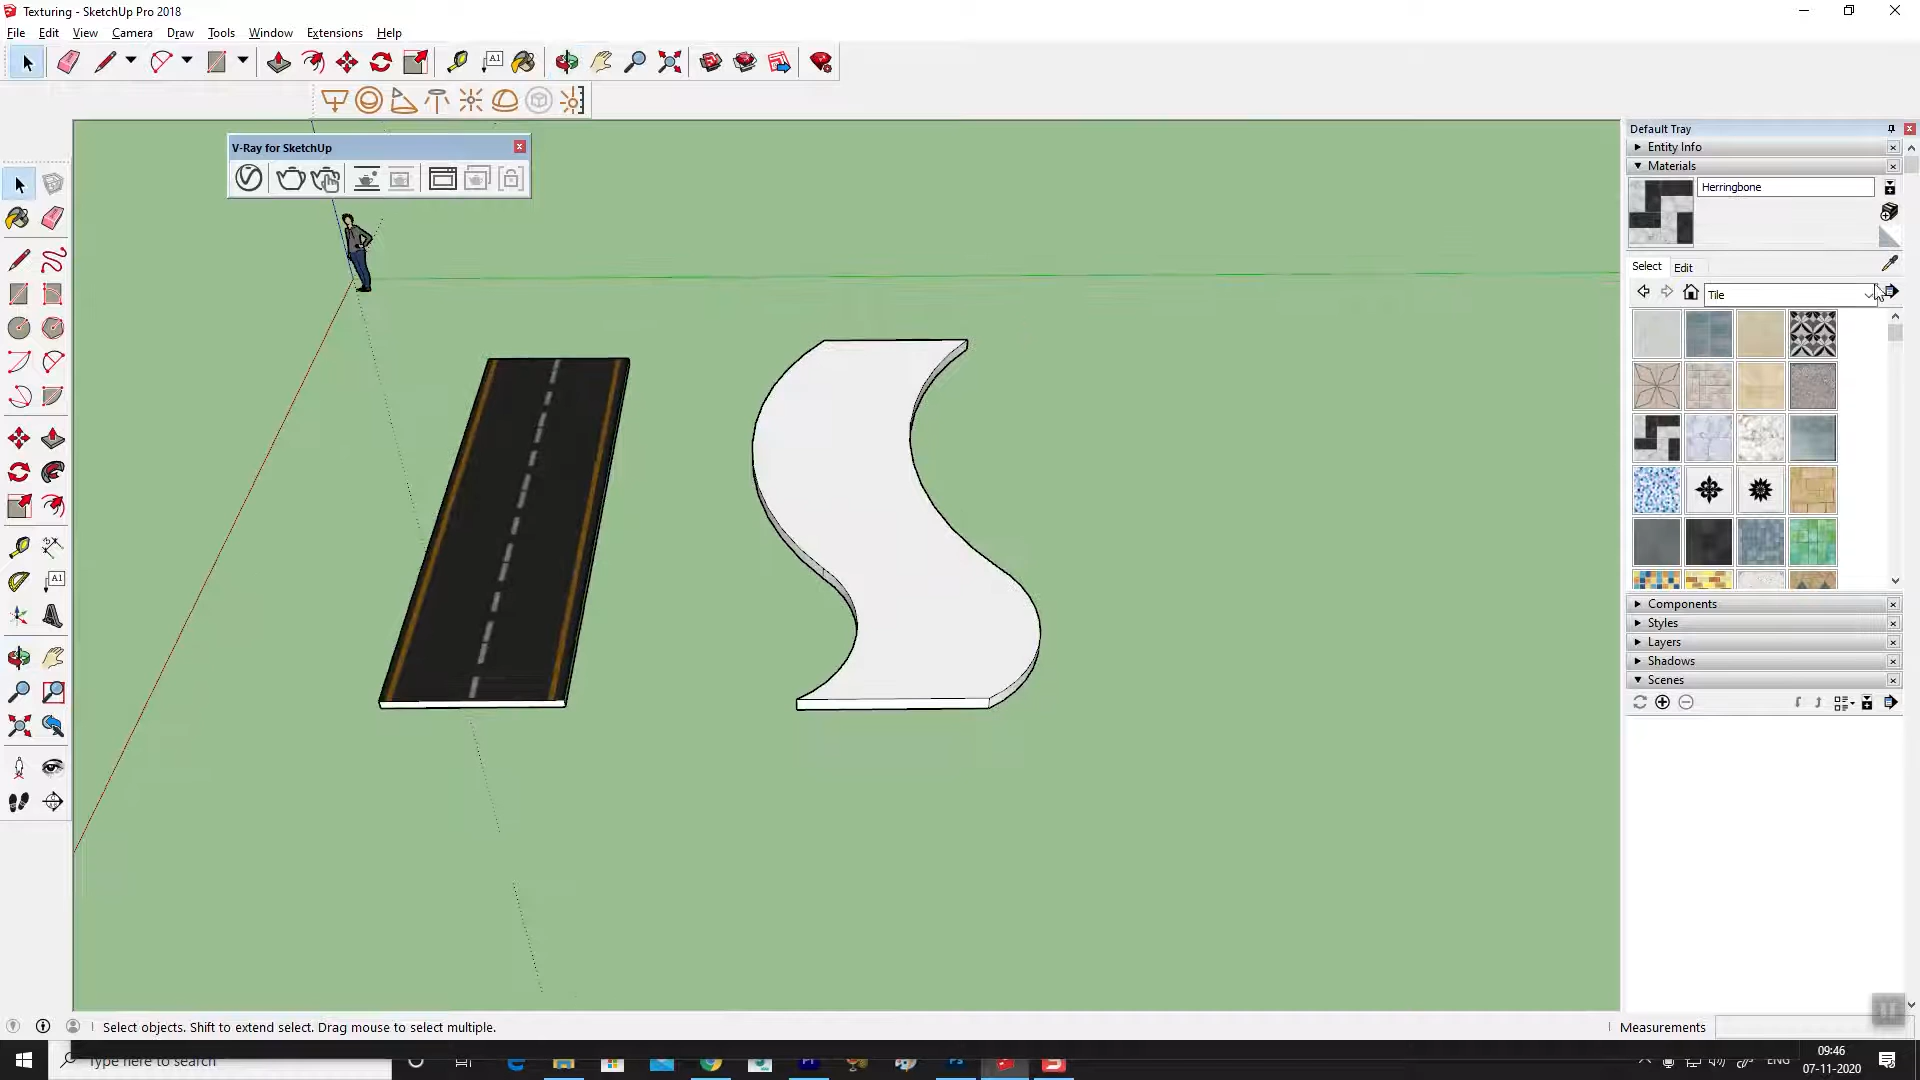 Texturing - SketchUp Pro 2018
File Edit View Camera Draw Tools Window Extensions Help
A1
V-Ray for SketchUp
Default Tray
Entity Info
Materials
Herringbone
Select Edit
Tile
A1
Components
Styles
Layers
Shadows
Scenes
Select objects. Shift to extend select. Drag mouse to select multiple.
Measurements
Type here to search
ENG
09:46
07-11-2020